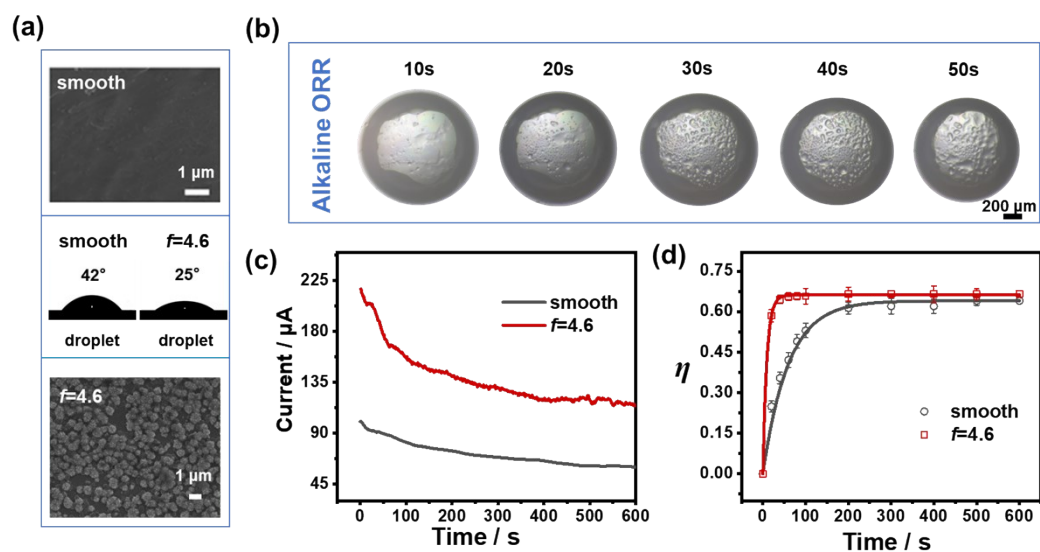 (a)
smooth
1 μm
smooth f=4.6
42° 25°
droplet droplet
f=4.6
1 μm
(b)
Alkaline ORR
10s 20s 30s 40s 50s
200 μm
(c)
Current / μA
225
180
135
90
45
smooth
f=4.6
0 100 200 300 400 500 600
Time / s
(d)
η
0.75
0.60
0.45
0.30
0.15
0.00
smooth
f=4.6
0 100 200 300 400 500 600
Time / s